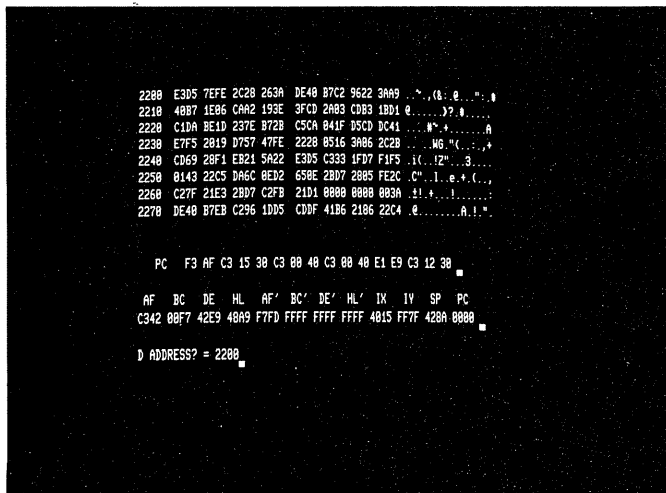 2200 E3D5 7EFE 2C28 263A DE40 B7C2 9622 3AA9 ..~.,(&:.@...":.
2210 40B7 1E06 CAA2 193E 3FCD 2A03 CDB3 1BD1 @......>?.*.....
2220 C1DA BE1D 237E B72B C5CA 041F D5CD DC41 ....#~.+.......A
2230 E7F5 2019 D757 47FE 2228 0516 3A06 2C2B .. ..WG."(..:.,+
2240 CD69 28F1 EB21 5A22 E3D5 C333 1FD7 F1F5 .i(..!Z"...3....
2250 0143 22C5 DA6C 0ED2 650E 2BD7 2805 FE2C .C"..l..e.+.(..,
2260 C27F 21E3 2BD7 C2FB 21D1 0000 0000 003A ..!.+...!......:
2270 DE40 B7EB C296 1DD5 CDDF 41B6 2186 22C4 .@........A.!.".
PC F3 AF C3 15 30 C3 00 40 C3 00 40 E1 E9 C3 12 30
AF BC DE HL AF' BC' DE' HL' IX IY SP PC
C342 00F7 42E9 48A9 F7FD FFFF FFFF FFFF 4015 FF7F 428A 0000
D ADDRESS? = 2200